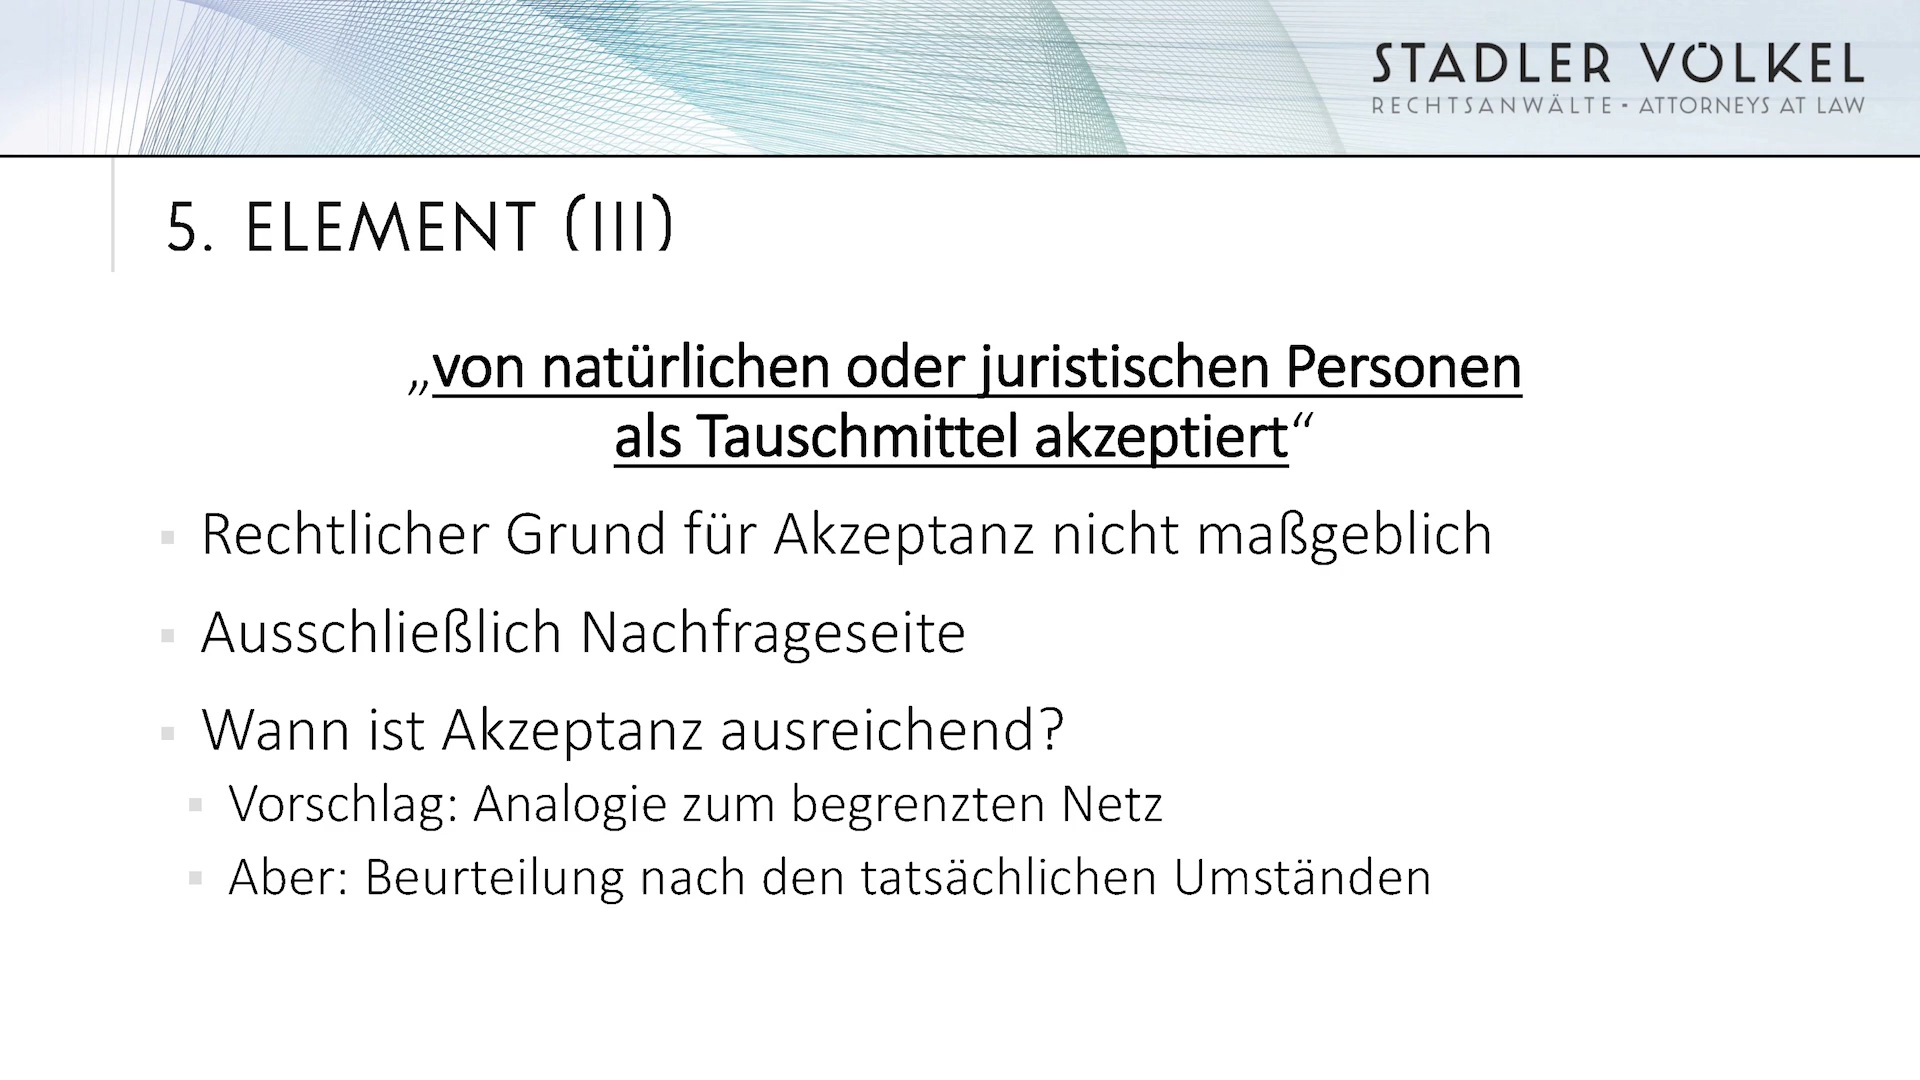 STADLER VÖLKEL
RECHTSANWÄLTE • ATTORNEYS AT LAW
5. ELEMENT (III)
„von natürlichen oder juristischen Personen
als Tauschmittel akzeptiert“
▪ Rechtlicher Grund für Akzeptanz nicht maßgeblich
▪ Ausschließlich Nachfrageseite
▪ Wann ist Akzeptanz ausreichend?
▪ Vorschlag: Analogie zum begrenzten Netz
▪ Aber: Beurteilung nach den tatsächlichen Umständen